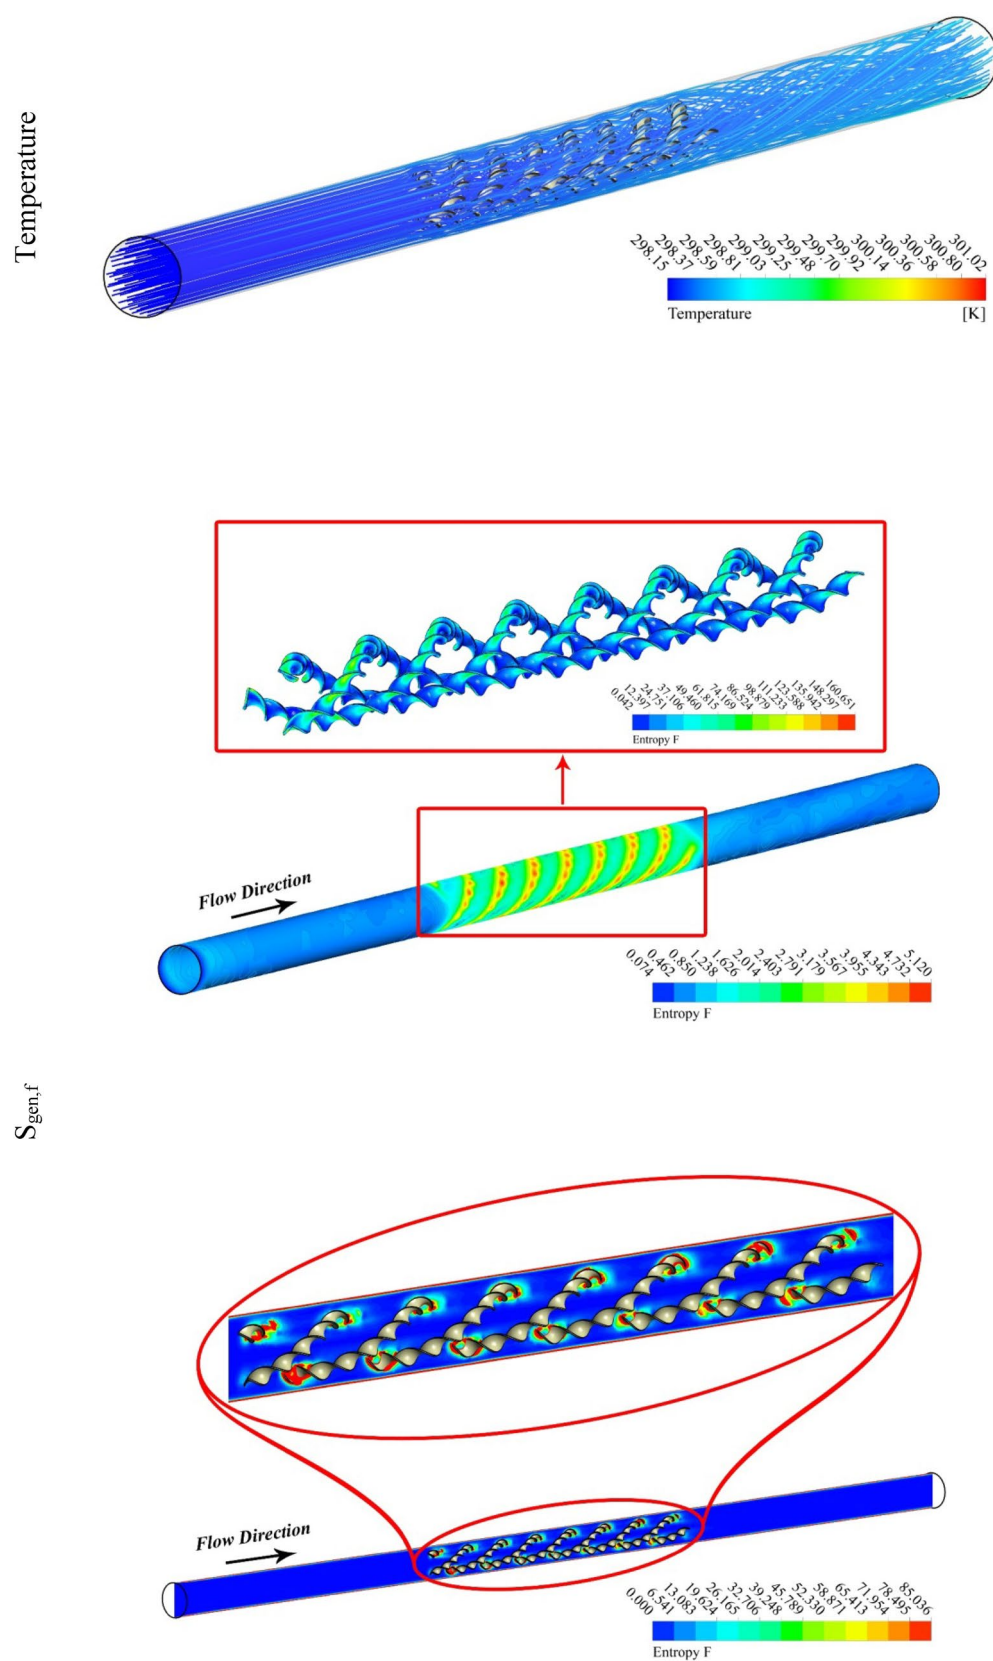 Temperature
298.15 298.37 298.59 298.81 299.03 299.25 299.48 299.70 299.92 300.14 300.36 300.58 300.80 301.02
Temperature [K]
0.042 12.397 24.751 37.106 49.460 61.815 74.169 86.524 98.879 111.233 123.588 135.942 148.297 160.651
Entropy F
Flow Direction
0.074 0.462 0.850 1.238 1.626 2.014 2.403 2.791 3.179 3.567 3.955 4.343 4.732 5.120
Entropy F
Sgen,f
Flow Direction
0.000 6.541 13.083 19.624 26.165 32.706 39.248 45.789 52.330 58.871 65.413 71.954 78.495 85.036
Entropy F